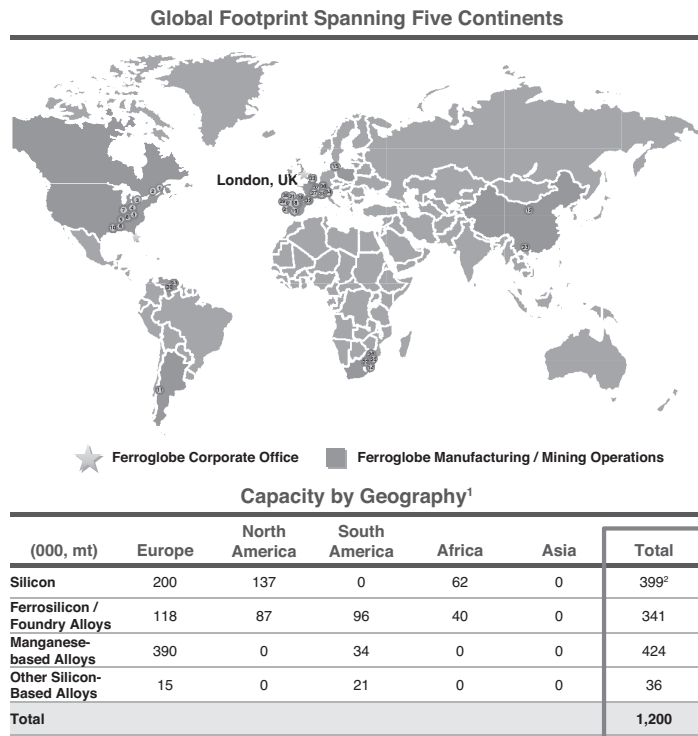 Global Footprint Spanning Five Continents
London, UK
Ferroglobe Corporate Office
Ferroglobe Manufacturing / Mining Operations
Capacity by Geography¹
(000, mt) Europe North America South America Africa Asia Total
Silicon 200 137 0 62 0 399²
Ferrosilicon /
Foundry Alloys 118 87 96 40 0 341
Manganese-
based Alloys 390 0 34 0 0 424
Other Silicon-
Based Alloys 15 0 21 0 0 36
Total 1,200